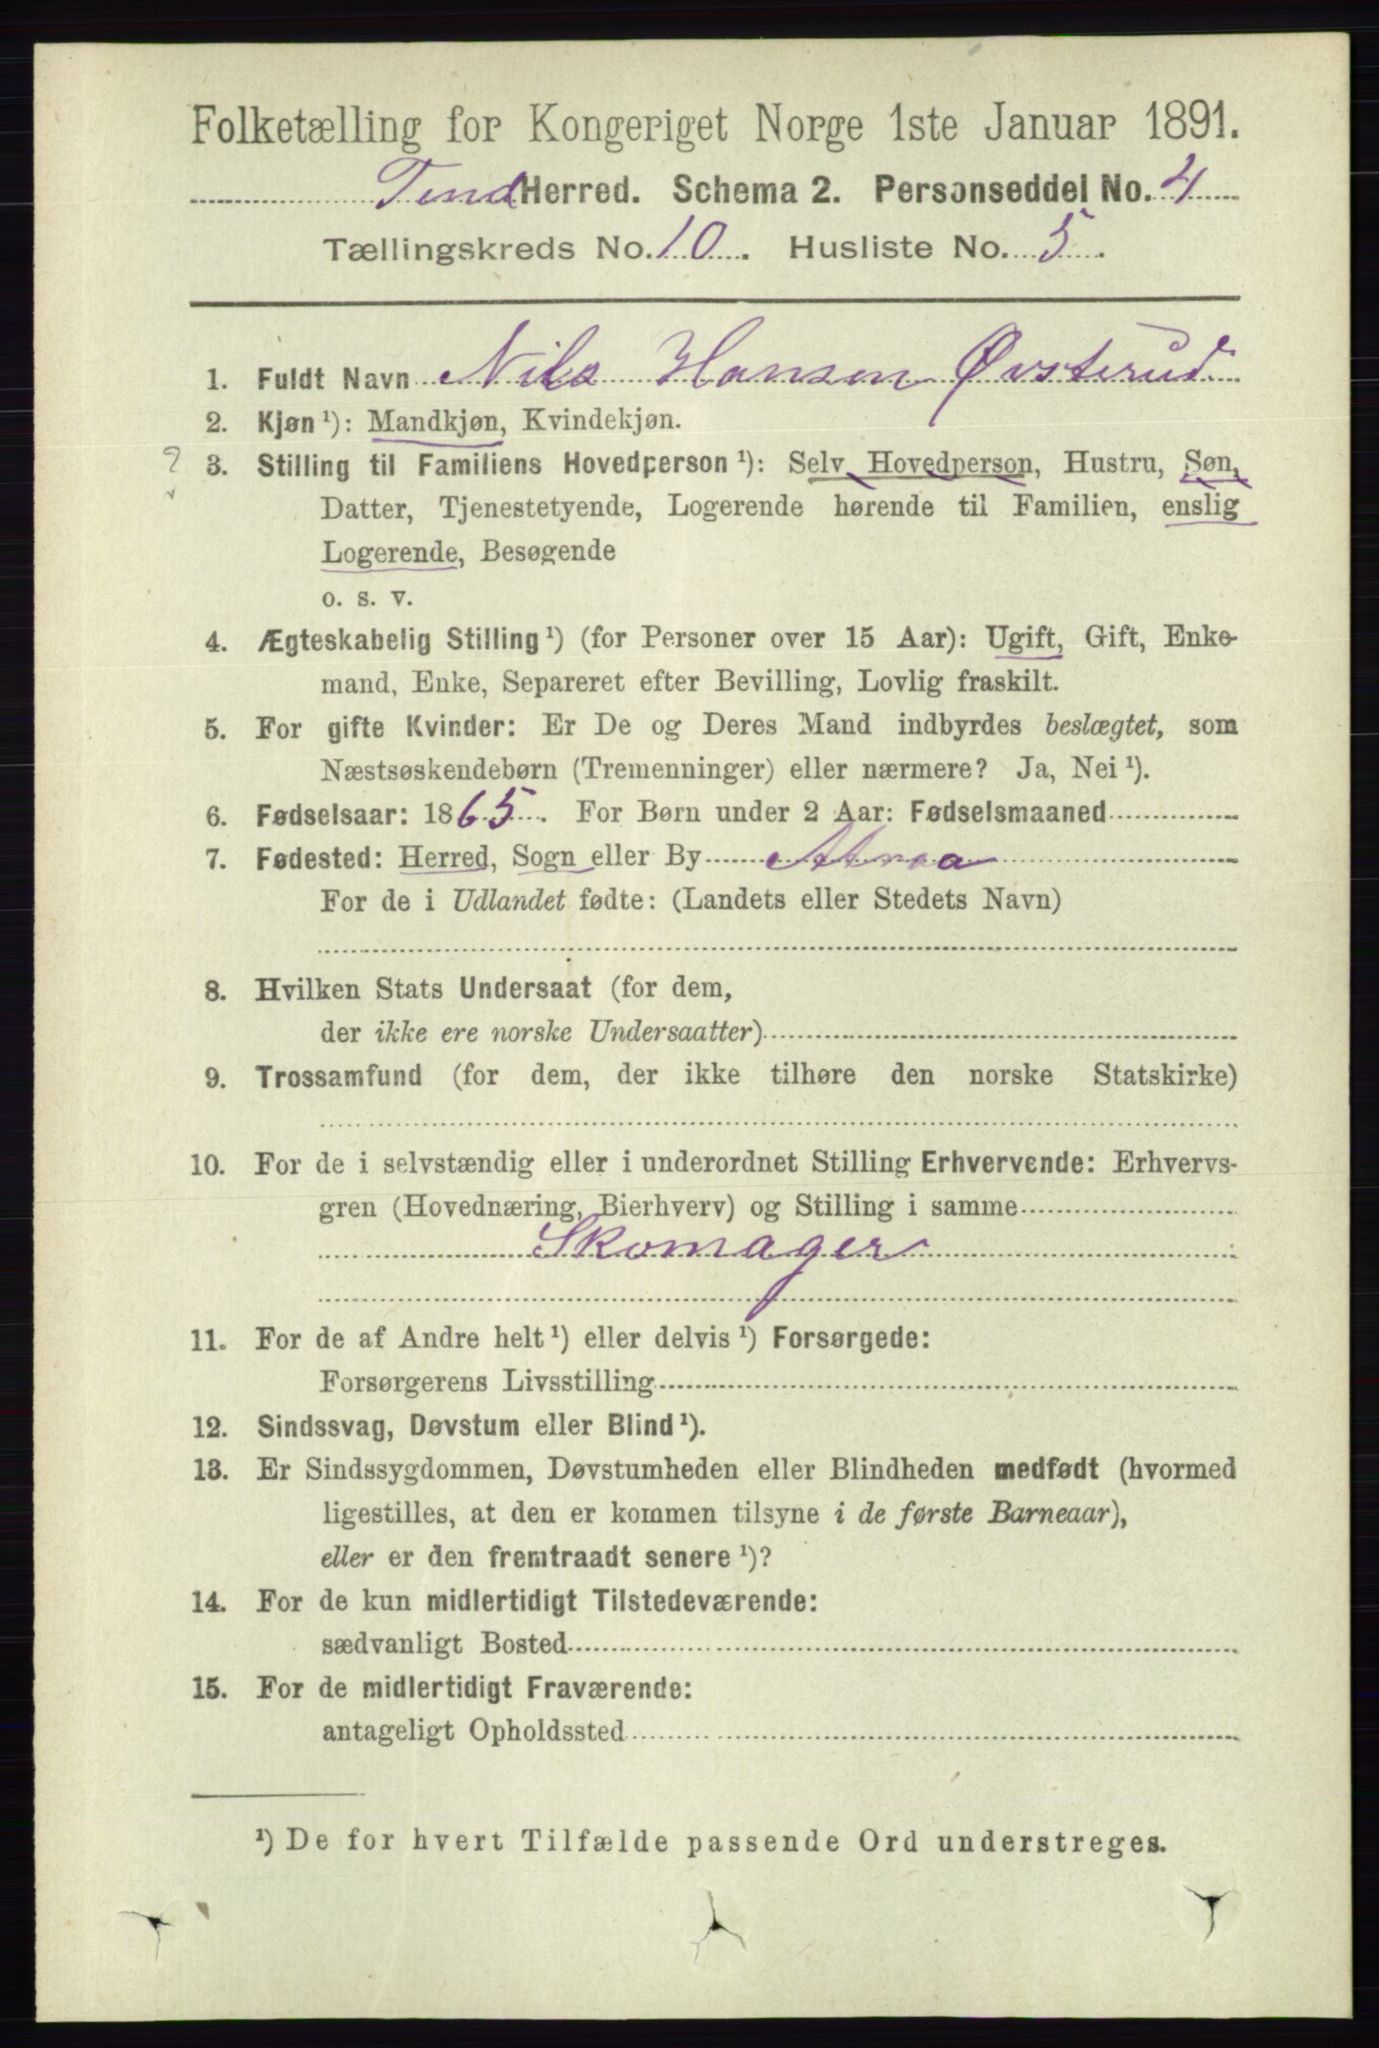 Folketælling for Kongeriget Norge 1ste Januar 1891.
Tind Herred. Schema 2. Personseddel No. 4
Tællingskreds No. 10. Husliste No. 5.
1. Fuldt Navn Nils Hansen Øvsterud
2. Kjøn ¹): Mandkjøn, Kvindekjøn.
? 3. Stilling til Familiens Hovedperson ¹): Selv Hovedperson, Hustru, Søn,
Datter, Tjenestetyende, Logerende hørende til Familien, enslig
Logerende, Besøgende
o. s. v.
4. Ægteskabelig Stilling ¹) (for Personer over 15 Aar): Ugift, Gift, Enke-
mand, Enke, Separeret efter Bevilling, Lovlig fraskilt.
5. For gifte Kvinder: Er De og Deres Mand indbyrdes beslægtet, som
Næstsøskendebørn (Tremenninger) eller nærmere? Ja, Nei ¹).
6. Fødselsaar: 1865. For Børn under 2 Aar: Fødselsmaaned
7. Fødested: Herred, Sogn eller By Atraa
For de i Udlandet fødte: (Landets eller Stedets Navn)
8. Hvilken Stats Undersaat (for dem,
der ikke ere norske Undersaatter)
9. Trossamfund (for dem, der ikke tilhøre den norske Statskirke)
10. For de i selvstændig eller i underordnet Stilling Erhvervende: Erhvervs-
gren (Hovednæring, Bierhverv) og Stilling i samme
Skomager
11. For de af Andre helt ¹) eller delvis ¹) Forsørgede:
Forsørgerens Livsstilling
12. Sindssvag, Døvstum eller Blind ¹).
13. Er Sindssygdommen, Døvstumheden eller Blindheden medfødt (hvormed
ligestilles, at den er kommen tilsyne i de første Barneaar),
eller er den fremtraadt senere ¹)?
14. For de kun midlertidigt Tilstedeværende:
sædvanligt Bosted
15. For de midlertidigt Fraværende:
antageligt Opholdssted
¹) De for hvert Tilfælde passende Ord understreges.